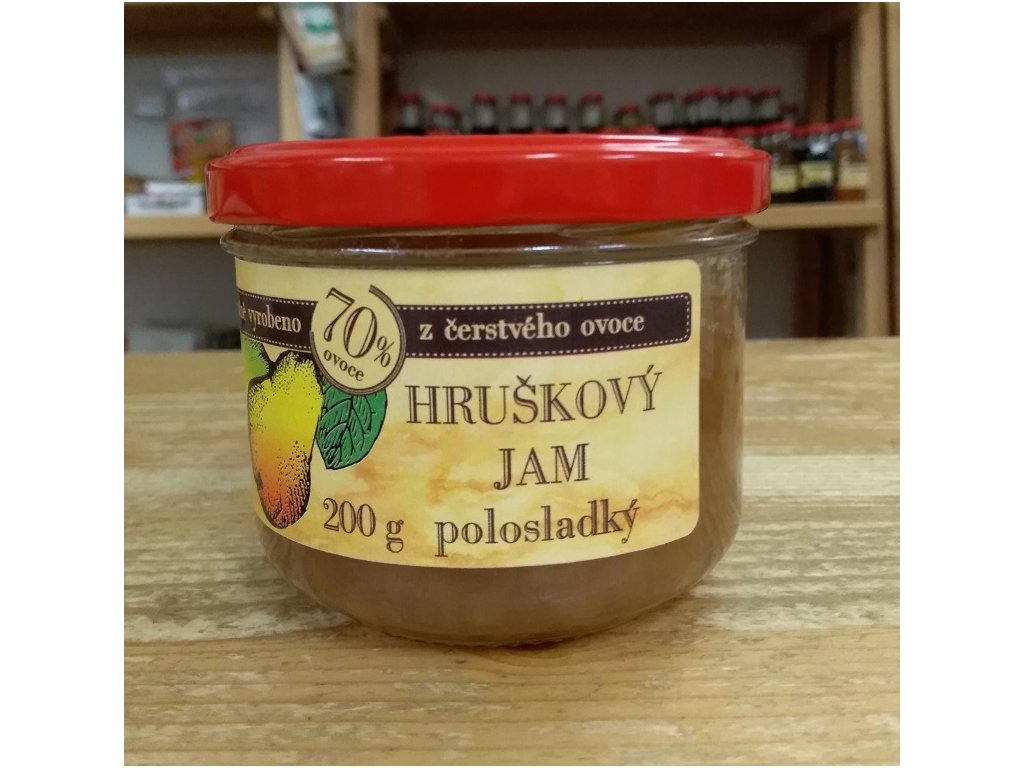 vyrobeno
70%
ovoce
z čerstvého ovoce
HRUŠKOVÝ
JAM
200 g polosladký